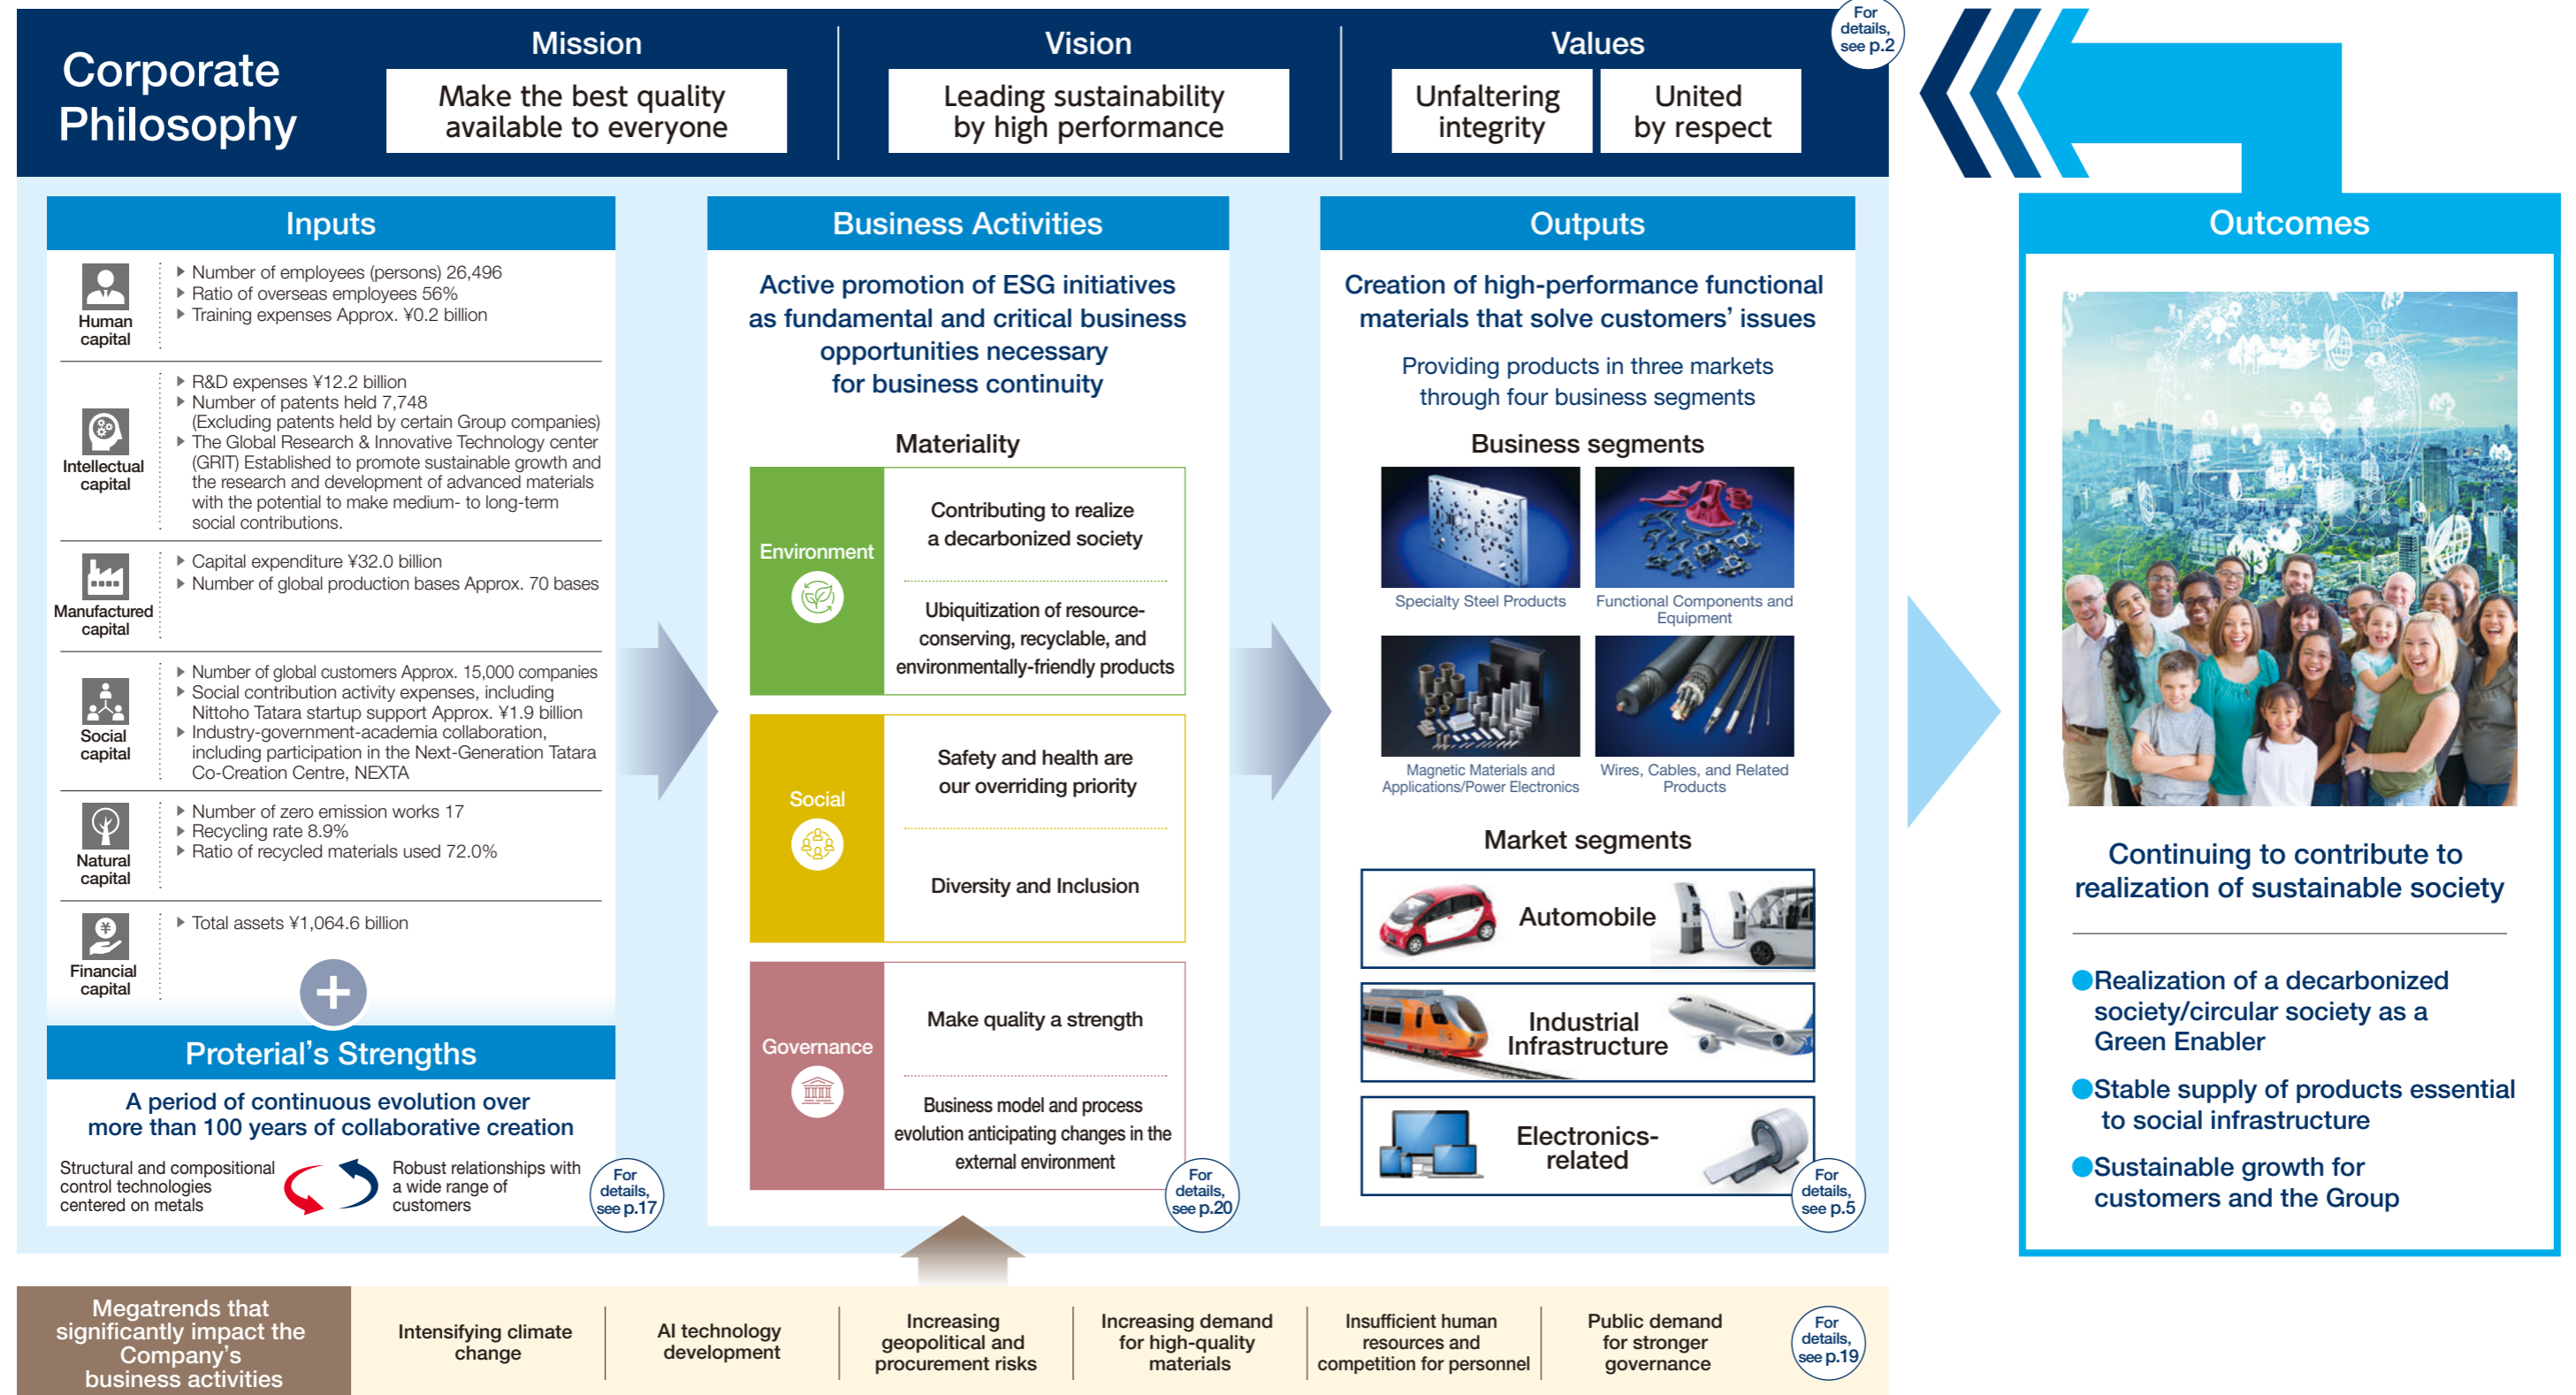 Corporate
Philosophy
Mission
Make the best quality
available to everyone
Vision
Leading sustainability
by high performance
Values
Unfaltering
integrity
United
by respect
For
details,
see p.2
Inputs
Human
capital
Number of employees (persons) 26,496
Ratio of overseas employees 56%
Training expenses Approx. ¥0.2 billion
Intellectual
capital
R&D expenses ¥12.2 billion
Number of patents held 7,748
(Excluding patents held by certain Group companies)
The Global Research & Innovative Technology center
(GRIT) Established to promote sustainable growth and
the research and development of advanced materials
with the potential to make medium- to long-term
social contributions.
Manufactured
capital
Capital expenditure ¥32.0 billion
Number of global production bases Approx. 70 bases
Social
capital
Number of global customers Approx. 15,000 companies
Social contribution activity expenses, including
Nittoho Tatara startup support Approx. ¥1.9 billion
Industry-government-academia collaboration,
including participation in the Next-Generation Tatara
Co-Creation Centre, NEXTA
Natural
capital
Number of zero emission works 17
Recycling rate 8.9%
Ratio of recycled materials used 72.0%
Financial
capital
Total assets ¥1,064.6 billion
+
Proterial's Strengths
A period of continuous evolution over
more than 100 years of collaborative creation
Structural and compositional
control technologies
centered on metals
Robust relationships with
a wide range of
customers
For
details,
see p.17
Business Activities
Active promotion of ESG initiatives
as fundamental and critical business
opportunities necessary
for business continuity
Materiality
Environment
Contributing to realize
a decarbonized society
Ubiquitization of resource-
conserving, recyclable, and
environmentally-friendly products
Social
Safety and health are
our overriding priority
Diversity and Inclusion
Governance
Make quality a strength
Business model and process
evolution anticipating changes in the
external environment
For
details,
see p.20
Outputs
Creation of high-performance functional
materials that solve customers' issues
Providing products in three markets
through four business segments
Business segments
Specialty Steel Products
Functional Components and
Equipment
Magnetic Materials and
Applications/Power Electronics
Wires, Cables, and Related
Products
Market segments
Automobile
Industrial
Infrastructure
Electronics-
related
For
details,
see p.5
Outcomes
Continuing to contribute to
realization of sustainable society
●Realization of a decarbonized
society/circular society as a
Green Enabler
●Stable supply of products essential
to social infrastructure
●Sustainable growth for
customers and the Group
Megatrends that
significantly impact the
Company's
business activities
Intensifying climate
change
AI technology
development
Increasing
geopolitical and
procurement risks
Increasing demand
for high-quality
materials
Insufficient human
resources and
competition for personnel
Public demand
for stronger
governance
For
details,
see p.19